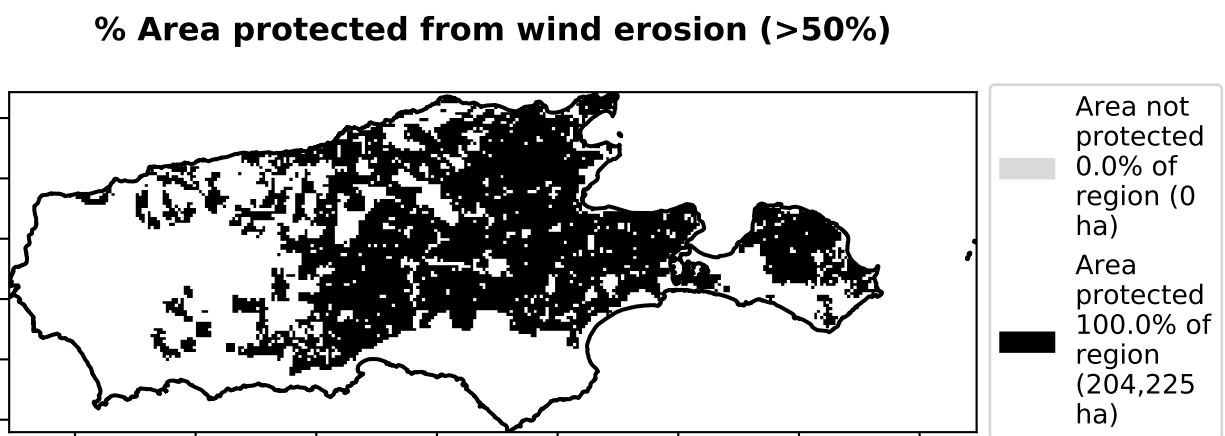 % Area protected from wind erosion (>50%)
Area not
protected
0.0% of
region (0
ha)
Area
protected
100.0% of
region
(204,225
ha)